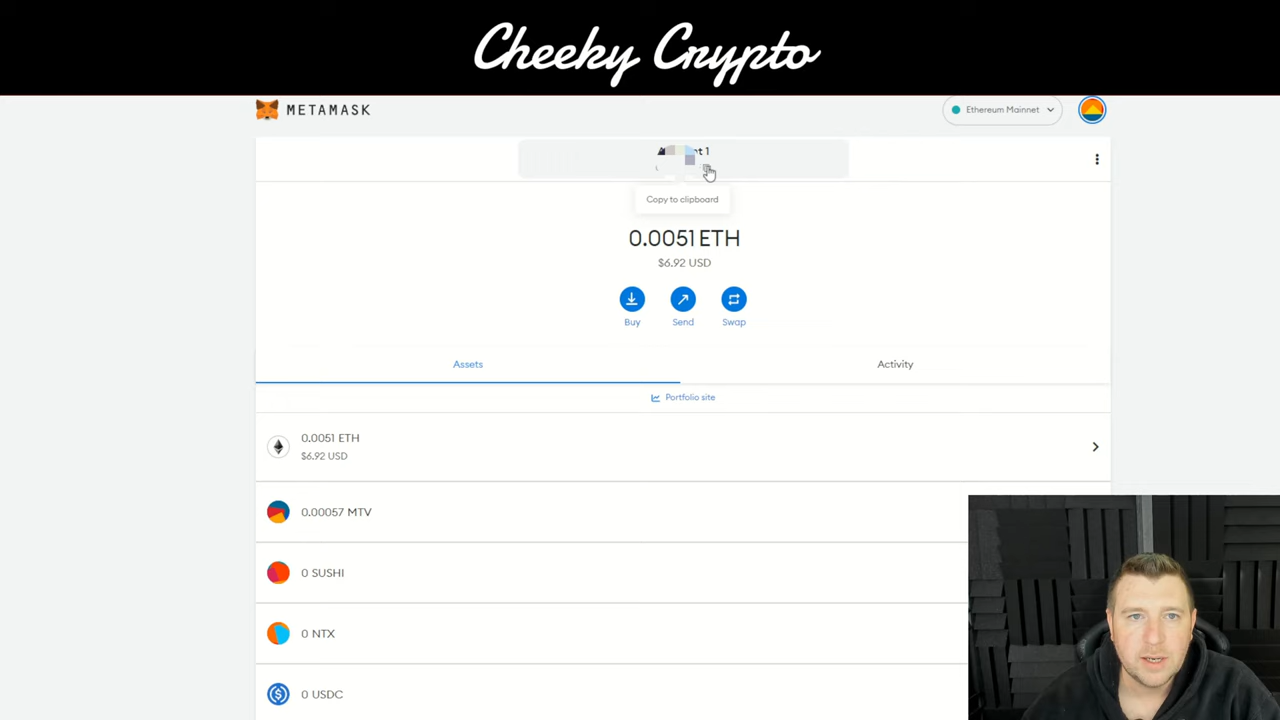 Cheeky Crypto
METAMASK
Ethereum Mainnet
1
Copy to clipboard
0.0051 ETH
$6.92 USD
Buy Send Swap
Assets Activity
Portfolio site
0.0051 ETH
$6.92 USD
0.00057 MTV
0 SUSHI
0 NTX
0 USDC